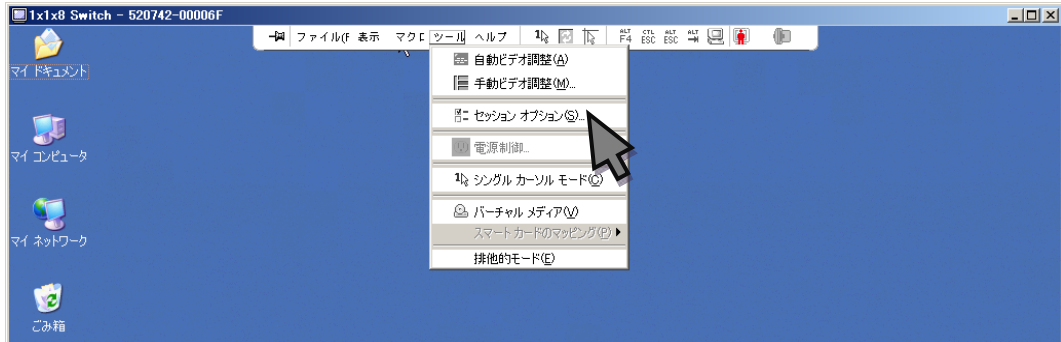 1x1x8 Switch - 520742-00006F
ファイル(F 表示 マクロ ツール ヘルプ
ALT F4 CTL ESC ALT ESC ALT
マイ ドキュメント
マイ コンピュータ
マイ ネットワーク
ごみ箱
自動ビデオ調整(A)
手動ビデオ調整(M)...
セッション オプション(S)...
電源制御...
シングル カーソル モード(C)
バーチャル メディア(V)
スマート カードのマッピング(P)
排他的モード(E)